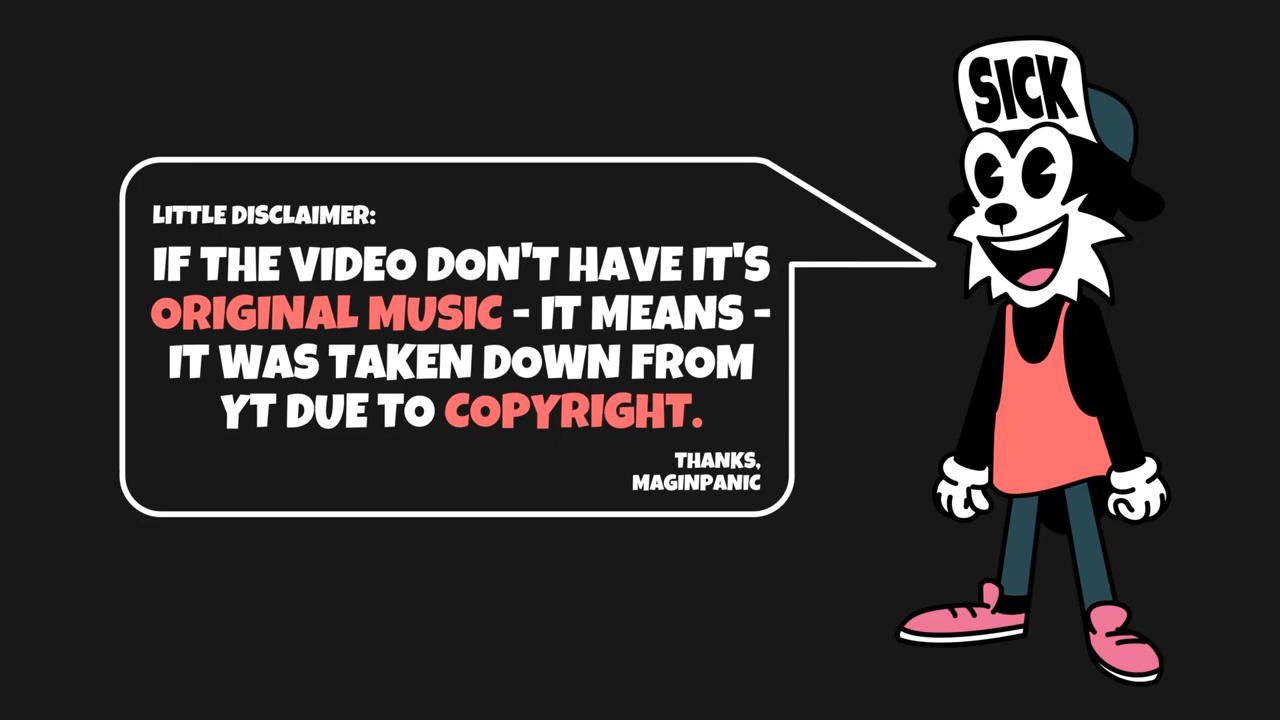 SICK
LITTLE DISCLAIMER:
IF THE VIDEO DON'T HAVE IT'S
ORIGINAL MUSIC - IT MEANS -
IT WAS TAKEN DOWN FROM
YT DUE TO COPYRIGHT.
THANKS,
MAGINPANIC